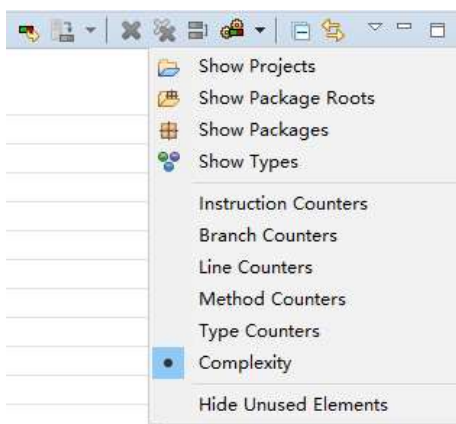 Show Projects
Show Package Roots
Show Packages
Show Types
Instruction Counters
Branch Counters
Line Counters
Method Counters
Type Counters
Complexity
Hide Unused Elements